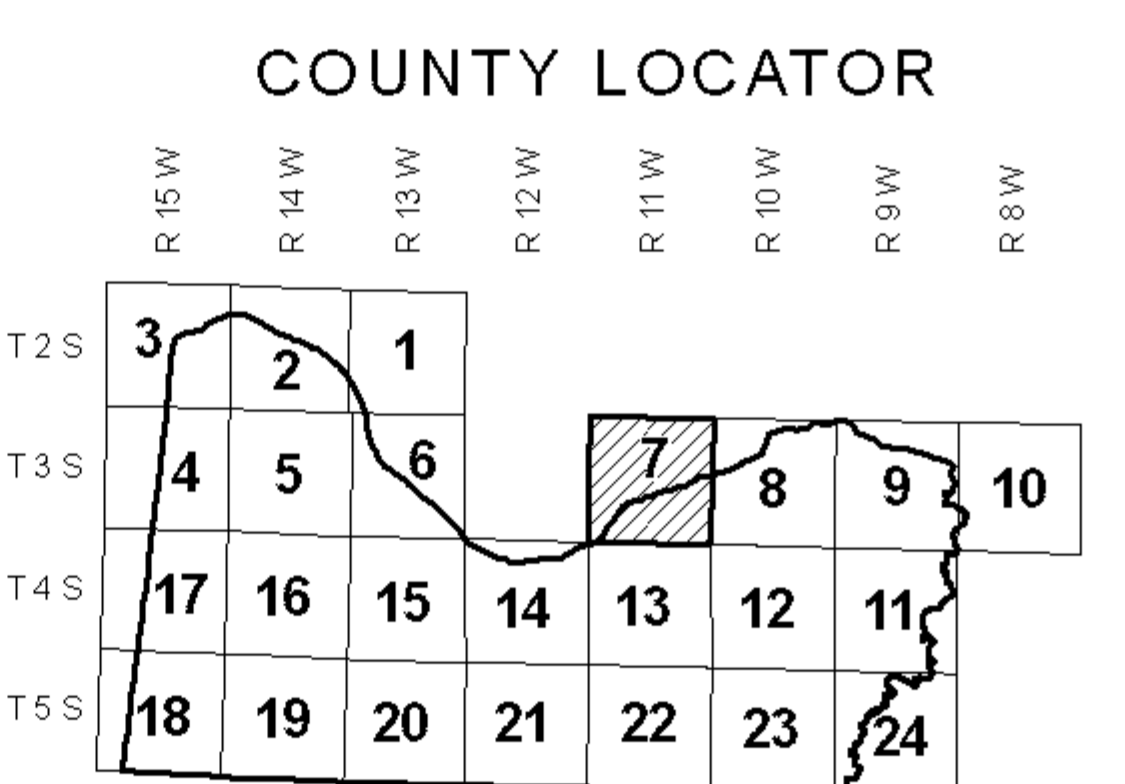 COUNTY LOCATOR
R 15 W R 14 W R 13 W R 12 W R 11 W R 10 W R 9 W R 8 W
T 2 S 3 2 1
T 3 S 4 5 6 7 8 9 10
T 4 S 17 16 15 14 13 12 11
T 5 S 18 19 20 21 22 23 24